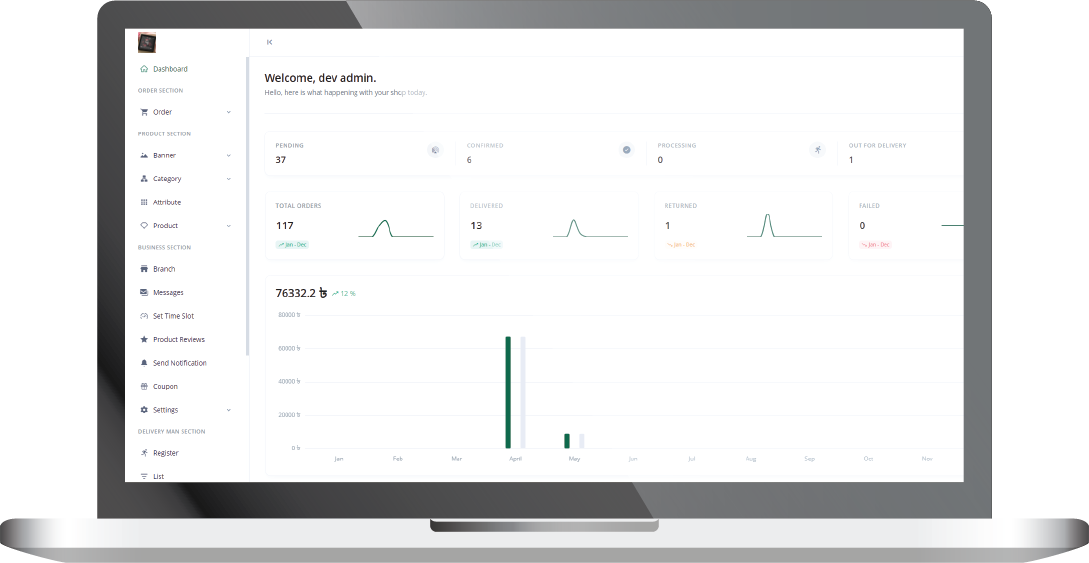 Dashboard
ORDER SECTION
Order
PRODUCT SECTION
Banner
Category
Attribute
Product
BUSINESS SECTION
Branch
Messages
Set Time Slot
Product Reviews
Send Notification
Coupon
Settings
DELIVERY MAN SECTION
Register
List
Welcome, dev admin.
Hello, here is what happening with your shop today.
PENDING
37
CONFIRMED
6
PROCESSING
0
OUT FOR DELIVERY
1
TOTAL ORDERS
117
Jan - Dec
DELIVERED
13
Jan - Dec
RETURNED
1
Jan - Dec
FAILED
0
Jan - Dec
76332.2 ৳ 12 %
80000 ৳
60000 ৳
40000 ৳
20000 ৳
0 ৳
Jan Feb Mar April May Jun Jul Aug Sep Oct Nov